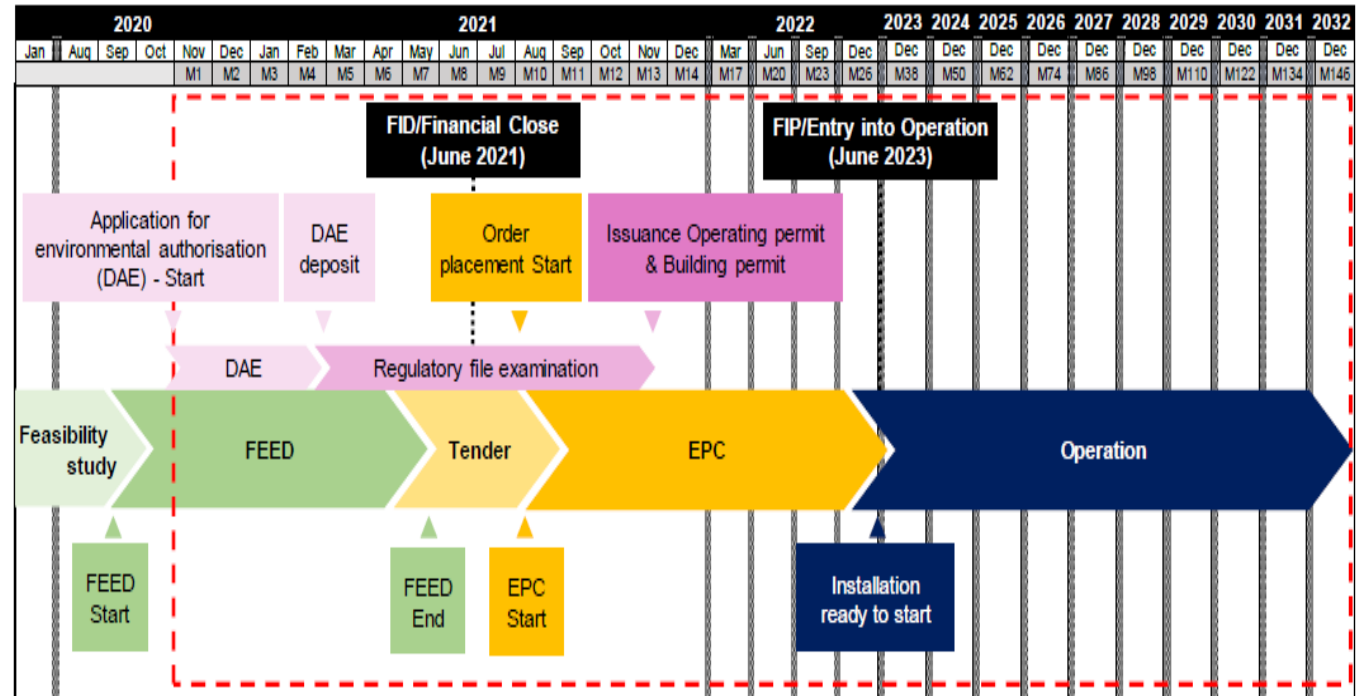 2020 2021 2022 2023 2024 2025 2026 2027 2028 2029 2030 2031 2032
Jan Aug Sep Oct Nov Dec Jan Feb Mar Apr May Jun Jul Aug Sep Oct Nov Dec Mar Jun Sep Dec Dec Dec Dec Dec Dec Dec Dec Dec Dec Dec
M1 M2 M3 M4 M5 M6 M7 M8 M9 M10 M11 M12 M13 M14 M17 M20 M23 M26 M38 M50 M62 M74 M86 M98 M110 M122 M134 M146
FID/Financial Close
(June 2021)
FIP/Entry into Operation
(June 2023)
Application for
environmental authorisation
(DAE) - Start
DAE
deposit
Order
placement Start
Issuance Operating permit
& Building permit
DAE
Regulatory file examination
Feasibility
study
FEED
Tender
EPC
Operation
FEED
Start
FEED
End
EPC
Start
Installation
ready to start